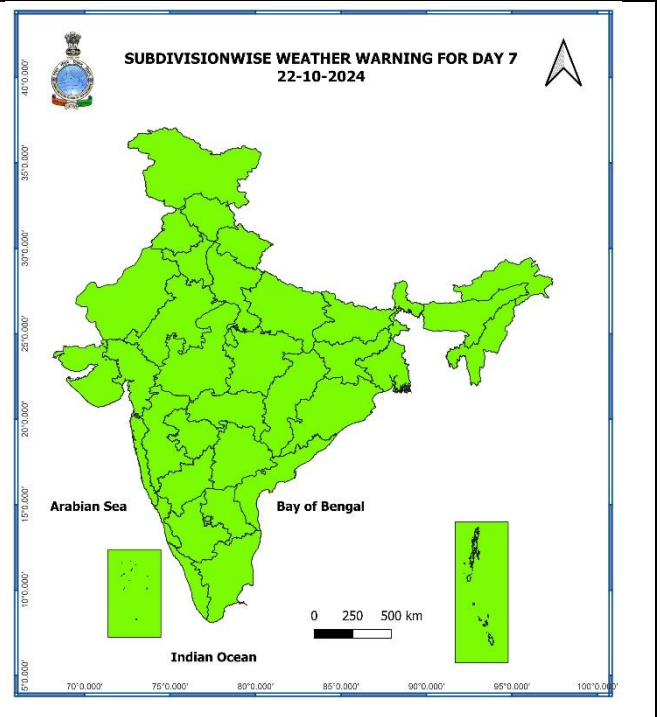 SUBDIVISIONWISE WEATHER WARNING FOR DAY 7
22-10-2024
40°0.000'
35°0.000'
30°0.000'
25°0.000'
20°0.000'
15°0.000'
10°0.000'
5°0.000'
Arabian Sea
Bay of Bengal
0 250 500 km
Indian Ocean
70°0.000' 75°0.000' 80°0.000' 85°0.000' 90°0.000' 95°0.000' 100°0.000'